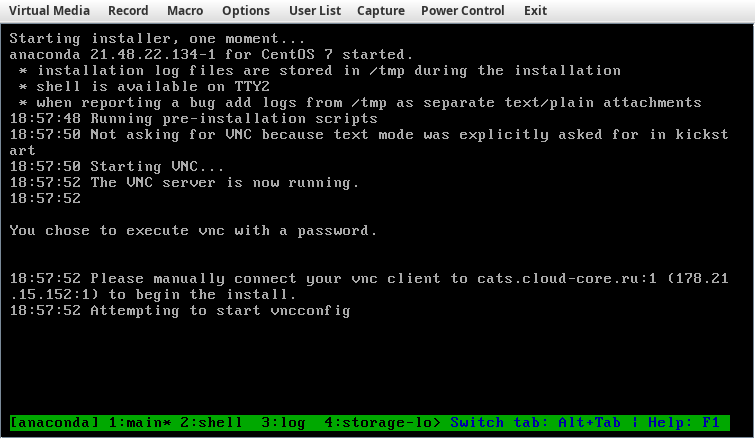 Virtual Media Record Macro Options User List Capture Power Control Exit
Starting installer, one moment...
anaconda 21.48.22.134-1 for CentOS 7 started.
* installation log files are stored in /tmp during the installation
* shell is available on TTY2
* when reporting a bug add logs from /tmp as separate text/plain attachments
18:57:48 Running pre-installation scripts
18:57:50 Not asking for VNC because text mode was explicitly asked for in kickst
art
18:57:50 Starting VNC...
18:57:52 The VNC server is now running.
18:57:52
You chose to execute vnc with a password.
18:57:52 Please manually connect your vnc client to cats.cloud-core.ru:1 (178.21
.15.152:1) to begin the install.
18:57:52 Attempting to start vncconfig
[anaconda] 1:main* 2:shell 3:log 4:storage-lo> Switch tab: Alt+Tab | Help: F1